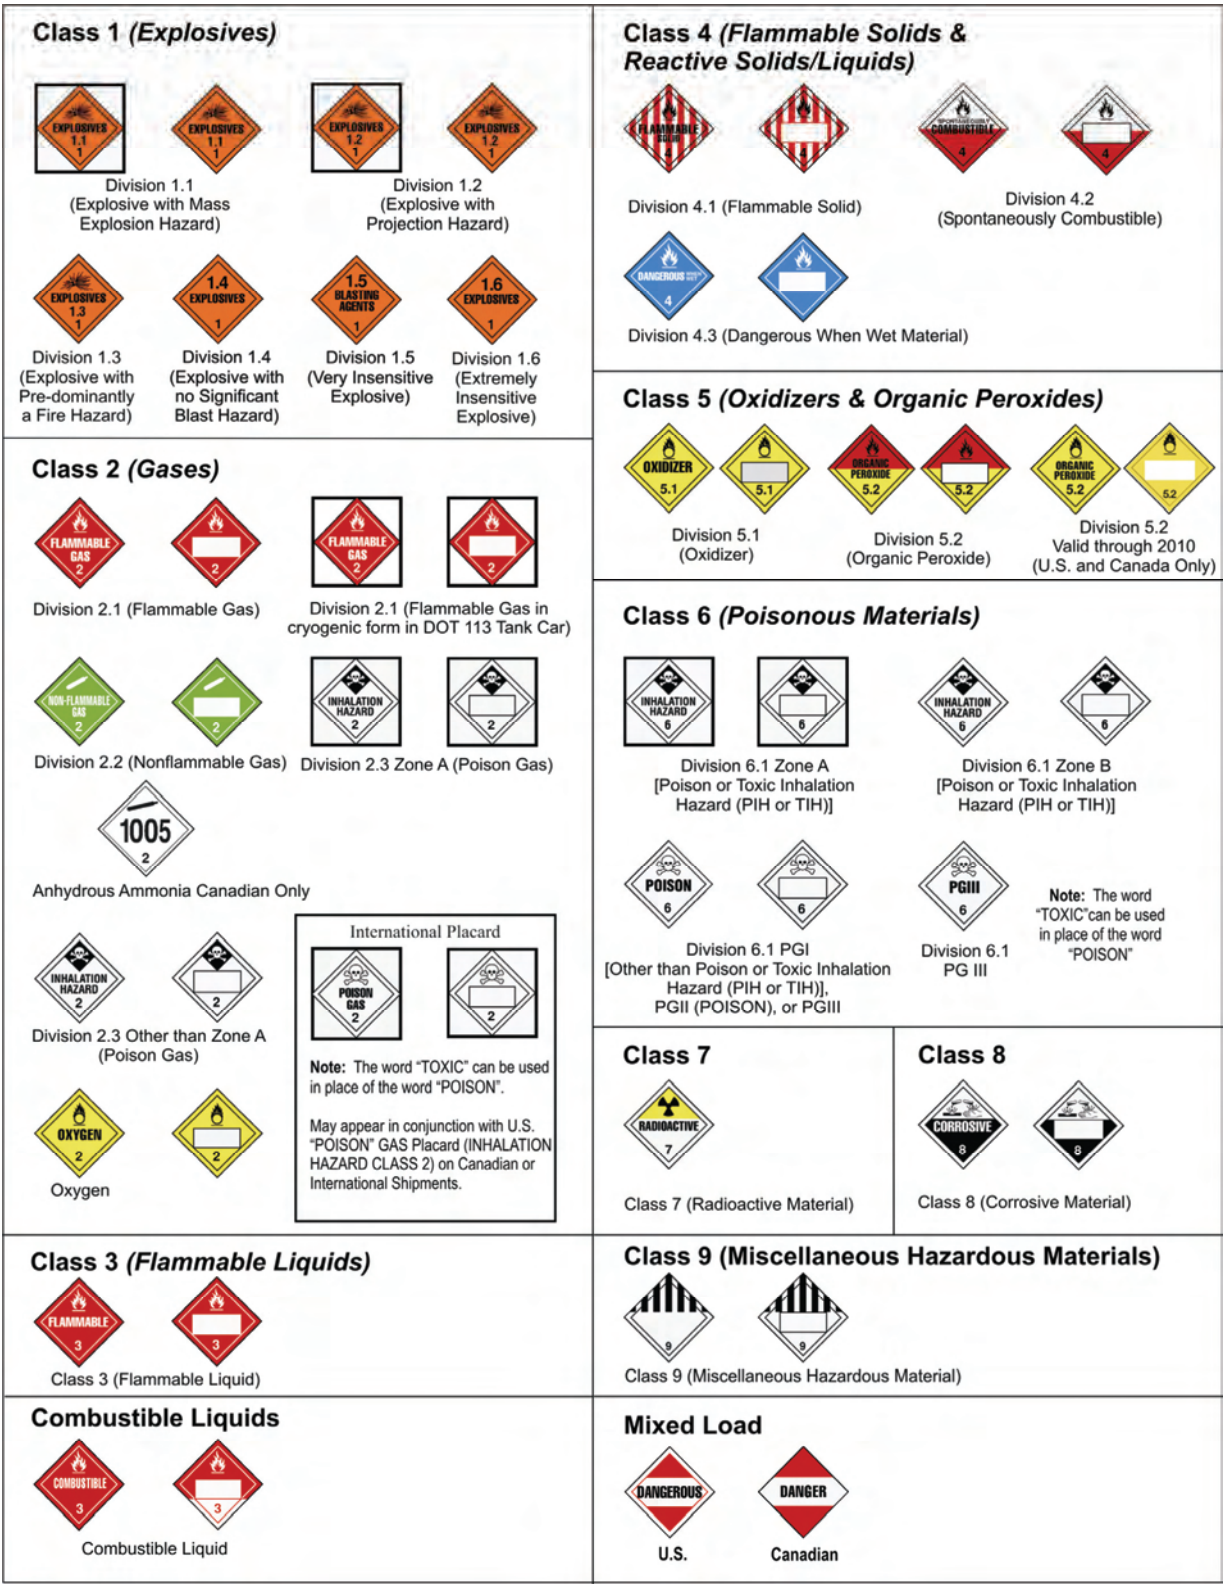 Class 1 (Explosives)
EXPLOSIVES
1.1
1
EXPLOSIVES
1.1
1
Division 1.1
(Explosive with Mass
Explosion Hazard)
EXPLOSIVES
1.2
1
EXPLOSIVES
1.2
1
Division 1.2
(Explosive with
Projection Hazard)
EXPLOSIVES
1.3
1
Division 1.3
(Explosive with
Pre-dominantly
a Fire Hazard)
1.4
EXPLOSIVES
1
Division 1.4
(Explosive with
no Significant
Blast Hazard)
1.5
BLASTING
AGENTS
1
Division 1.5
(Very Insensitive
Explosive)
1.6
EXPLOSIVES
1
Division 1.6
(Extremely
Insensitive
Explosive)
Class 2 (Gases)
FLAMMABLE
GAS
2
2
Division 2.1 (Flammable Gas)
FLAMMABLE
GAS
2
2
Division 2.1 (Flammable Gas in
cryogenic form in DOT 113 Tank Car)
NON-FLAMMABLE
GAS
2
2
Division 2.2 (Nonflammable Gas)
INHALATION
HAZARD
2
2
Division 2.3 Zone A (Poison Gas)
1005
2
Anhydrous Ammonia Canadian Only
INHALATION
HAZARD
2
2
Division 2.3 Other than Zone A
(Poison Gas)
OXYGEN
2
2
Oxygen
International Placard
POISON
GAS
2
2
Note: The word “TOXIC” can be used
in place of the word “POISON”.
May appear in conjunction with U.S.
“POISON” GAS Placard (INHALATION
HAZARD CLASS 2) on Canadian or
International Shipments.
Class 3 (Flammable Liquids)
FLAMMABLE
3
3
Class 3 (Flammable Liquid)
Combustible Liquids
COMBUSTIBLE
3
3
Combustible Liquid
Class 4 (Flammable Solids &
Reactive Solids/Liquids)
FLAMMABLE
SOLID
4
4
Division 4.1 (Flammable Solid)
SPONTANEOUSLY
COMBUSTIBLE
4
4
Division 4.2
(Spontaneously Combustible)
DANGEROUS WHEN WET
4
Division 4.3 (Dangerous When Wet Material)
Class 5 (Oxidizers & Organic Peroxides)
OXIDIZER
5.1
5.1
Division 5.1
(Oxidizer)
ORGANIC
PEROXIDE
5.2
5.2
Division 5.2
(Organic Peroxide)
ORGANIC
PEROXIDE
5.2
5.2
Division 5.2
Valid through 2010
(U.S. and Canada Only)
Class 6 (Poisonous Materials)
INHALATION
HAZARD
6
6
Division 6.1 Zone A
[Poison or Toxic Inhalation
Hazard (PIH or TIH)]
INHALATION
HAZARD
6
6
Division 6.1 Zone B
[Poison or Toxic Inhalation
Hazard (PIH or TIH)]
POISON
6
6
Division 6.1 PGI
[Other than Poison or Toxic Inhalation
Hazard (PIH or TIH)],
PGII (POISON), or PGIII
PGIII
6
Division 6.1
PG III
Note: The word
“TOXIC”can be used
in place of the word
“POISON”
Class 7
RADIOACTIVE
7
Class 7 (Radioactive Material)
Class 8
CORROSIVE
8
8
Class 8 (Corrosive Material)
Class 9 (Miscellaneous Hazardous Materials)
9
9
Class 9 (Miscellaneous Hazardous Material)
Mixed Load
DANGEROUS
U.S.
DANGER
Canadian